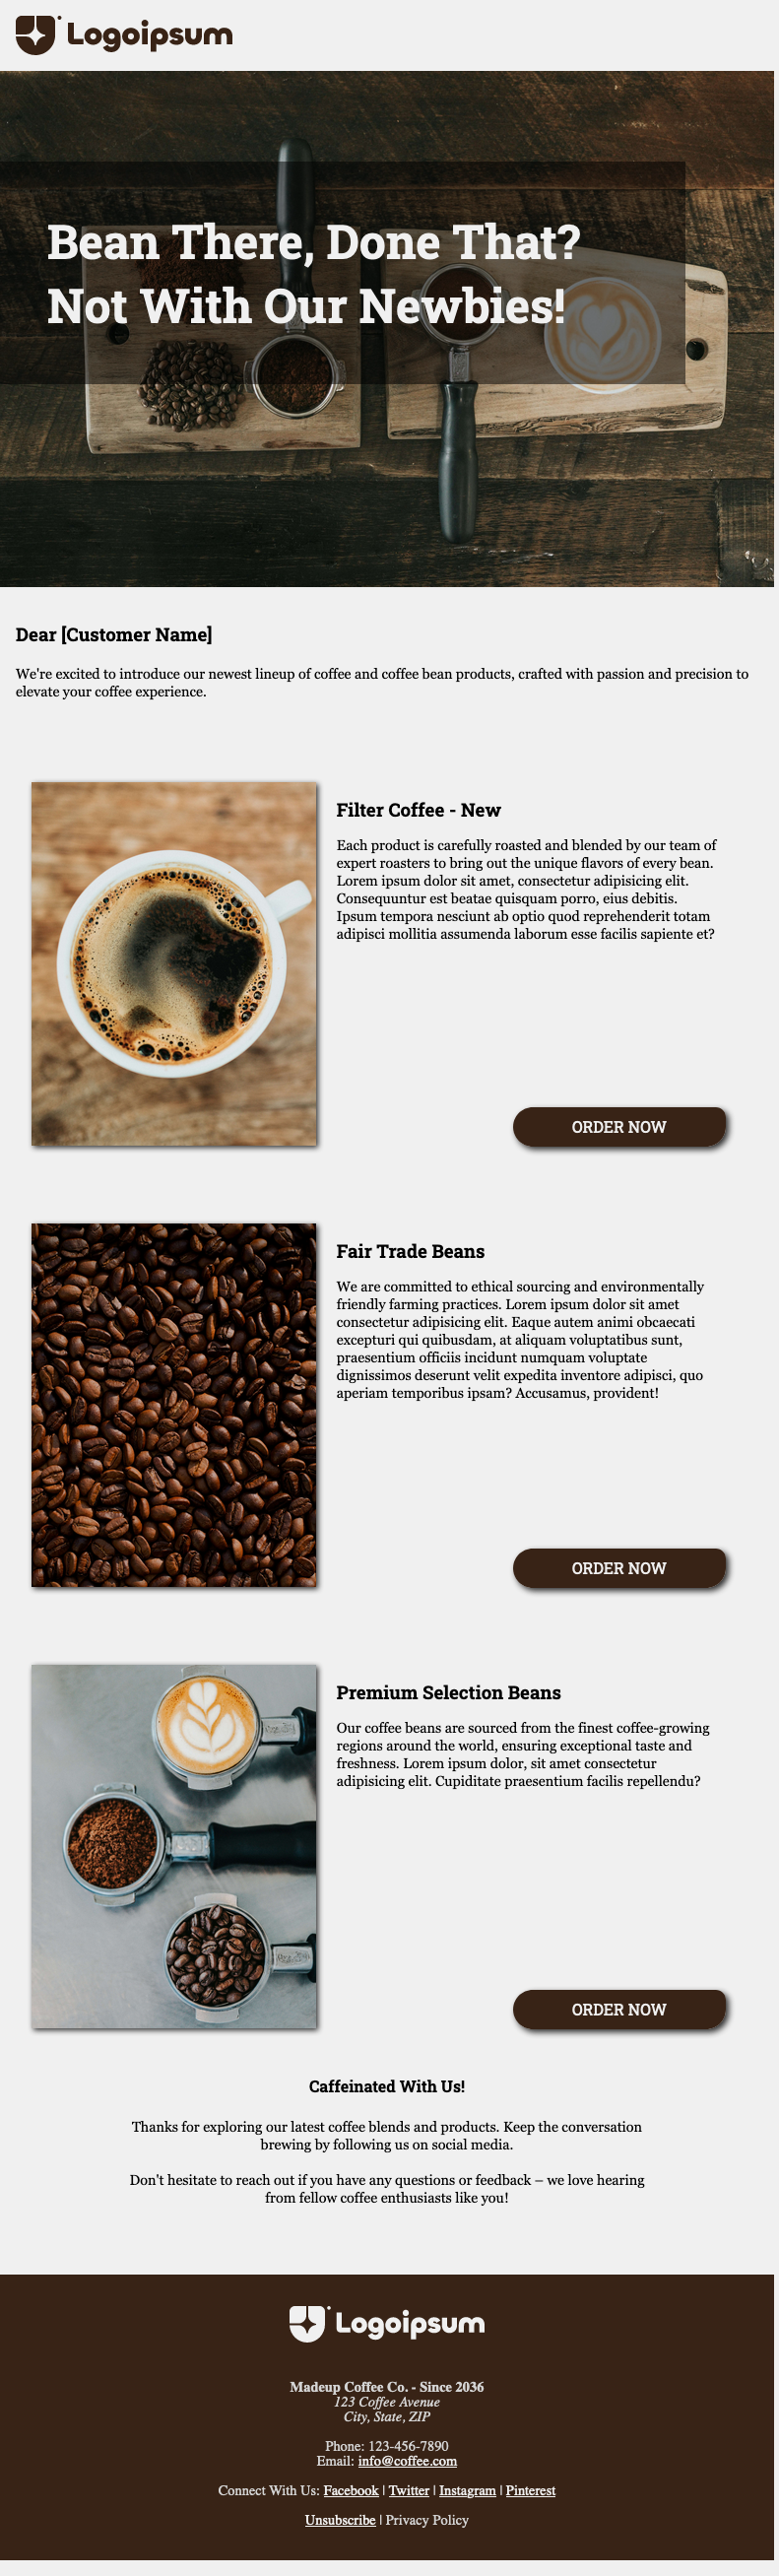 Logoipsum
Bean There, Done That?
Not With Our Newbies!
Dear [Customer Name]
We're excited to introduce our newest lineup of coffee and coffee bean products, crafted with passion and precision to
elevate your coffee experience.
Filter Coffee - New
Each product is carefully roasted and blended by our team of
expert roasters to bring out the unique flavors of every bean.
Lorem ipsum dolor sit amet, consectetur adipisicing elit.
Consequuntur est beatae quisquam porro, eius debitis.
Ipsum tempora nesciunt ab optio quod reprehenderit totam
adipisci mollitia assumenda laborum esse facilis sapiente et?
ORDER NOW
Fair Trade Beans
We are committed to ethical sourcing and environmentally
friendly farming practices. Lorem ipsum dolor sit amet
consectetur adipisicing elit. Eaque autem animi obcaecati
excepturi qui quibusdam, at aliquam voluptatibus sunt,
praesentium officiis incidunt numquam voluptate
dignissimos deserunt velit expedita inventore adipisci, quo
aperiam temporibus ipsam? Accusamus, provident!
ORDER NOW
Premium Selection Beans
Our coffee beans are sourced from the finest coffee-growing
regions around the world, ensuring exceptional taste and
freshness. Lorem ipsum dolor, sit amet consectetur
adipisicing elit. Cupiditate praesentium facilis repellendu?
ORDER NOW
Caffeinated With Us!
Thanks for exploring our latest coffee blends and products. Keep the conversation
brewing by following us on social media.
Don't hesitate to reach out if you have any questions or feedback – we love hearing
from fellow coffee enthusiasts like you!
Logoipsum
Madeup Coffee Co. - Since 2036
123 Coffee Avenue
City, State, ZIP
Phone: 123-456-7890
Email: info@coffee.com
Connect With Us: Facebook | Twitter | Instagram | Pinterest
Unsubscribe | Privacy Policy